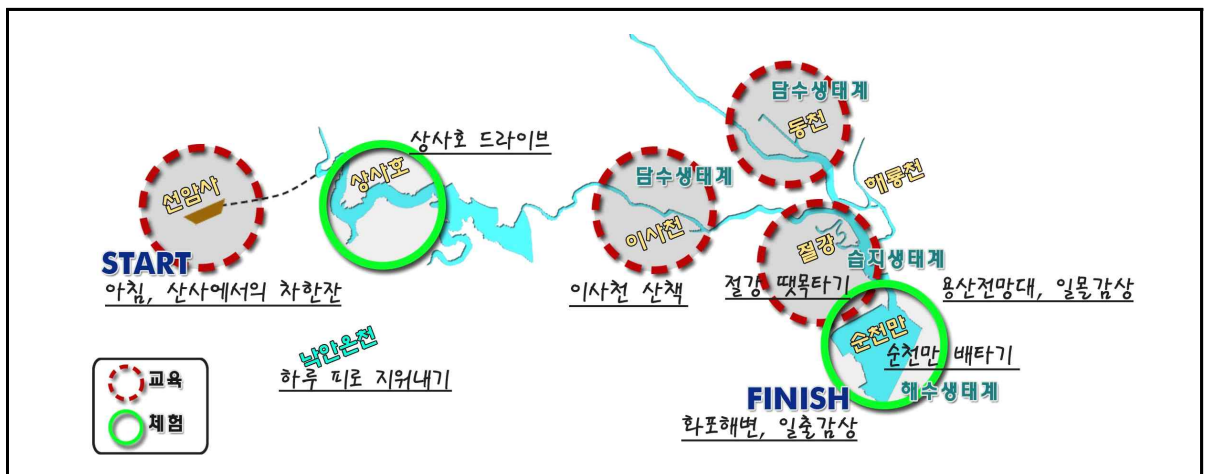 담수생태계
동천
상사호 드라이브
해룡천
담수생태계
상사호
선암사
이사천
절강
습지생태계
START
아침, 산사에서의 차한잔
이사천 산책
절강 땟목타기
용산전망대, 일몰감상
순천만
순천만 배타기
낙안온천
하루 피로 지워내기
교육
체험
FINISH
해수생태계
화포해변, 일출감상